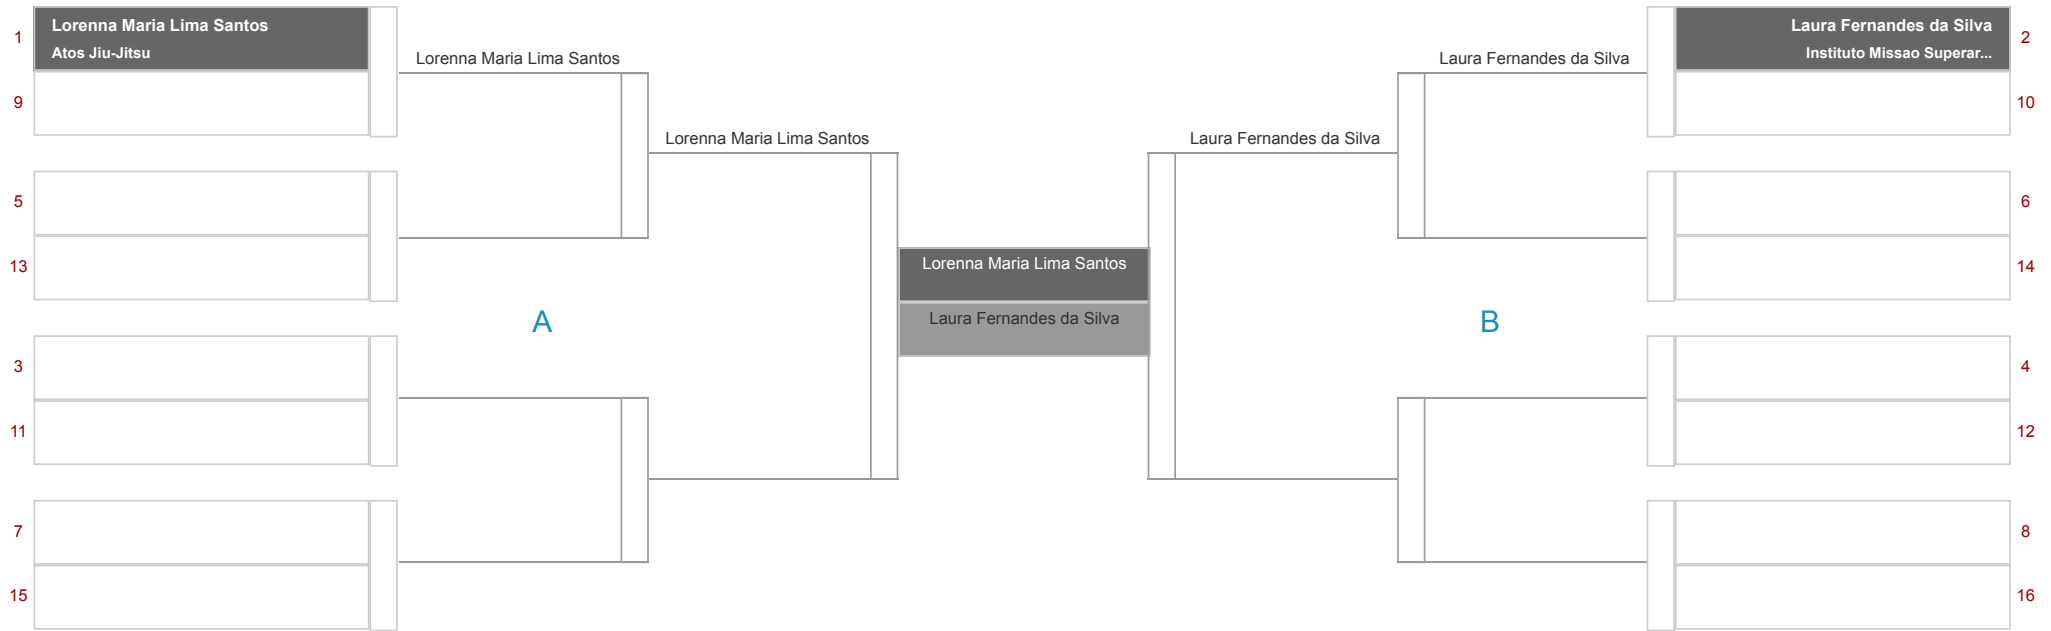 1
Lorenna Maria Lima Santos
Atos Jiu-Jitsu
9
5
13
3
11
7
15
Lorenna Maria Lima Santos
Lorenna Maria Lima Santos
A
Lorenna Maria Lima Santos
Laura Fernandes da Silva
Laura Fernandes da Silva
Laura Fernandes da Silva
B
Laura Fernandes da Silva
Instituto Missao Superar...
2
10
6
14
4
12
8
16